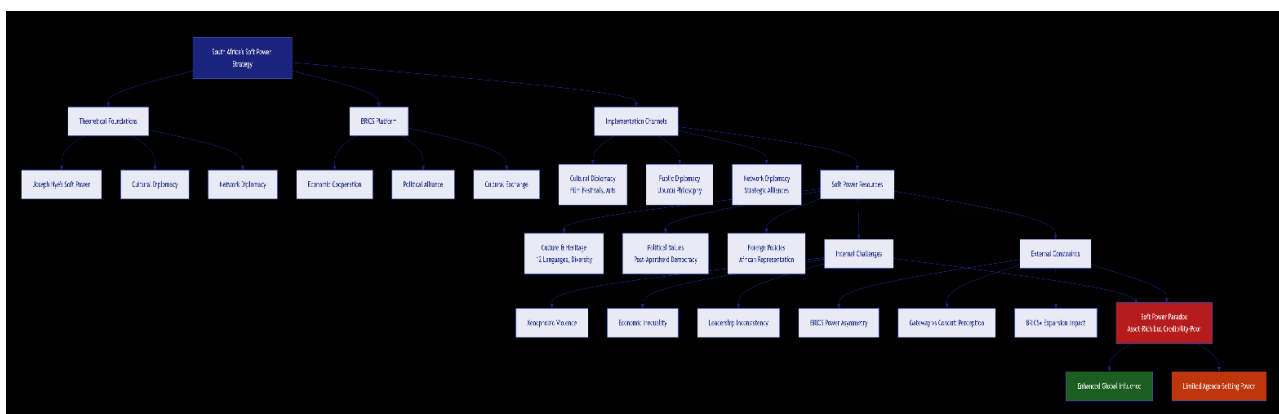 South Africa's Soft Power
Strategy
Theoretical Foundations
BRICS Platform
Implementation Channels
Joseph Nye's Soft Power
Cultural Diplomacy
Network Diplomacy
Economic Cooperation
Political Alliance
Cultural Exchange
Cultural Diplomacy
Film Festivals, Arts
Public Diplomacy
Ubuntu Philosophy
Network Diplomacy
Strategic Alliances
Soft Power Resources
Culture & Heritage
12 Languages, Diversity
Political Values
Post-Apartheid Democracy
Foreign Policies
African Representation
Internal Challenges
External Constraints
Xenophobic Violence
Economic Inequality
Leadership Inconsistency
BRICS Power Asymmetry
Gateway vs Conduit Perception
BRICS+ Expansion Impact
Soft Power Paradox
Asset-Rich but Credibility-Poor
Enhanced Global Influence
Limited Agenda-Setting Power